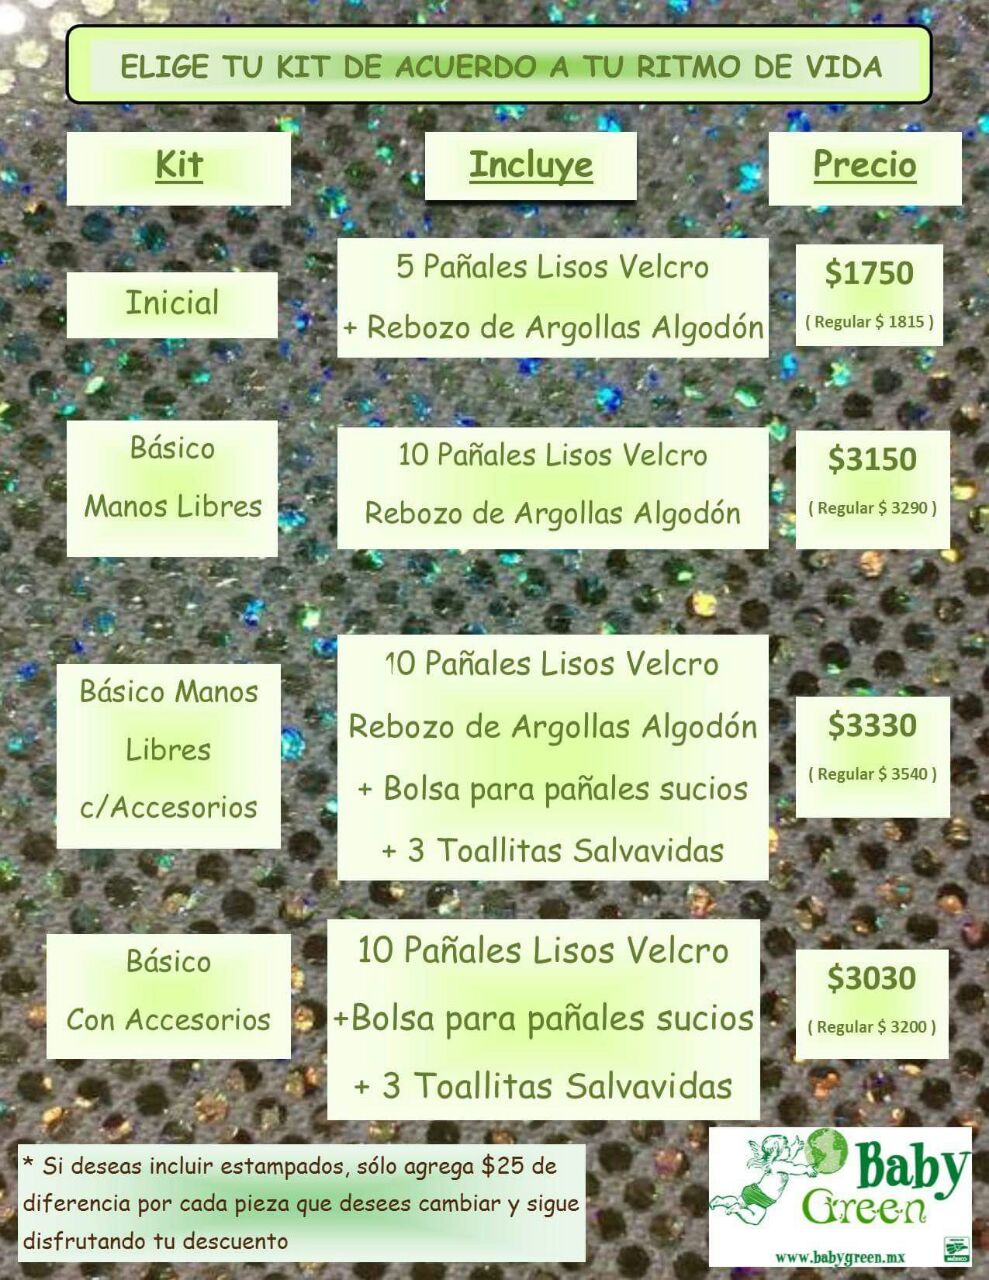 ELIGE TU KIT DE ACUERDO A TU RITMO DE VIDA
Kit
Incluye
Precio
Inicial
5 Pañales Lisos Velcro
+ Rebozo de Argollas Algodón
$1750
( Regular $ 1815 )
Básico
Manos Libres
10 Pañales Lisos Velcro
Rebozo de Argollas Algodón
$3150
( Regular $ 3290 )
Básico Manos
Libres
c/Accesorios
10 Pañales Lisos Velcro
Rebozo de Argollas Algodón
+ Bolsa para pañales sucios
+ 3 Toallitas Salvavidas
$3330
( Regular $ 3540 )
Básico
Con Accesorios
10 Pañales Lisos Velcro
+Bolsa para pañales sucios
+ 3 Toallitas Salvavidas
$3030
( Regular $ 3200 )
* Si deseas incluir estampados, sólo agrega $25 de
diferencia por cada pieza que desees cambiar y sigue
disfrutando tu descuento
Baby
Green
www.babygreen.mx